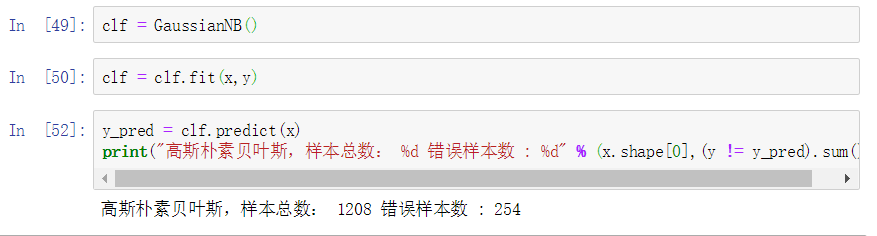 In [49]: clf = GaussianNB()
In [50]: clf = clf.fit(x,y)
In [52]: y_pred = clf.predict(x)
print("高斯朴素贝叶斯，样本总数： %d 错误样本数 : %d" % (x.shape[0],(y != y_pred).sum()
高斯朴素贝叶斯，样本总数： 1208 错误样本数 : 254